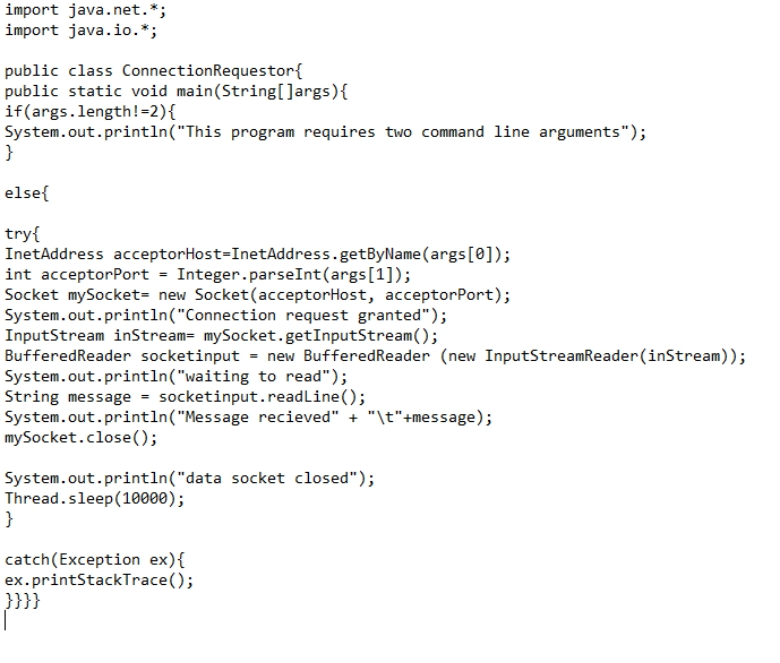 import java.net.*;
import java.io.*;
public class ConnectionRequestor{
public static void main(String[]args){
if(args.length!=2){
System.out.println("This program requires two command line arguments");
}
else{
try{
InetAddress acceptorHost=InetAddress.getByName(args[0]);
int acceptorPort = Integer.parseInt(args[1]);
Socket mySocket= new Socket(acceptorHost, acceptorPort);
System.out.println("Connection request granted");
InputStream inStream= mySocket.getInputStream();
BufferedReader socketinput = new BufferedReader (new InputStreamReader(inStream));
System.out.println("waiting to read");
String message = socketinput.readLine();
System.out.println("Message recieved" + "\t"+message);
mySocket.close();
System.out.println("data socket closed");
Thread.sleep(10000);
}
catch(Exception ex){
ex.printStackTrace();
}}}}